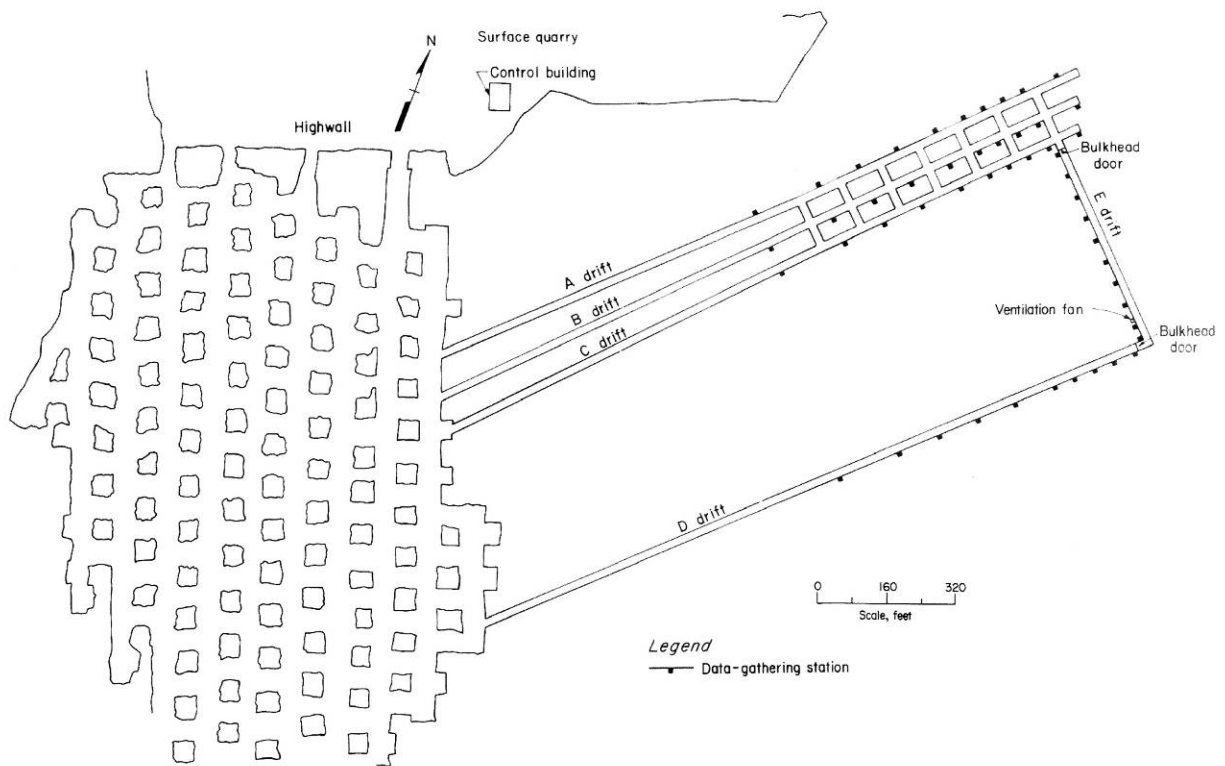 N
Surface quarry
Control building
Highwall
Bulkhead
door
E drift
A drift
B drift
C drift
Ventilation fan
Bulkhead
door
D drift
0 160 320
Scale, feet
Legend
Data-gathering station